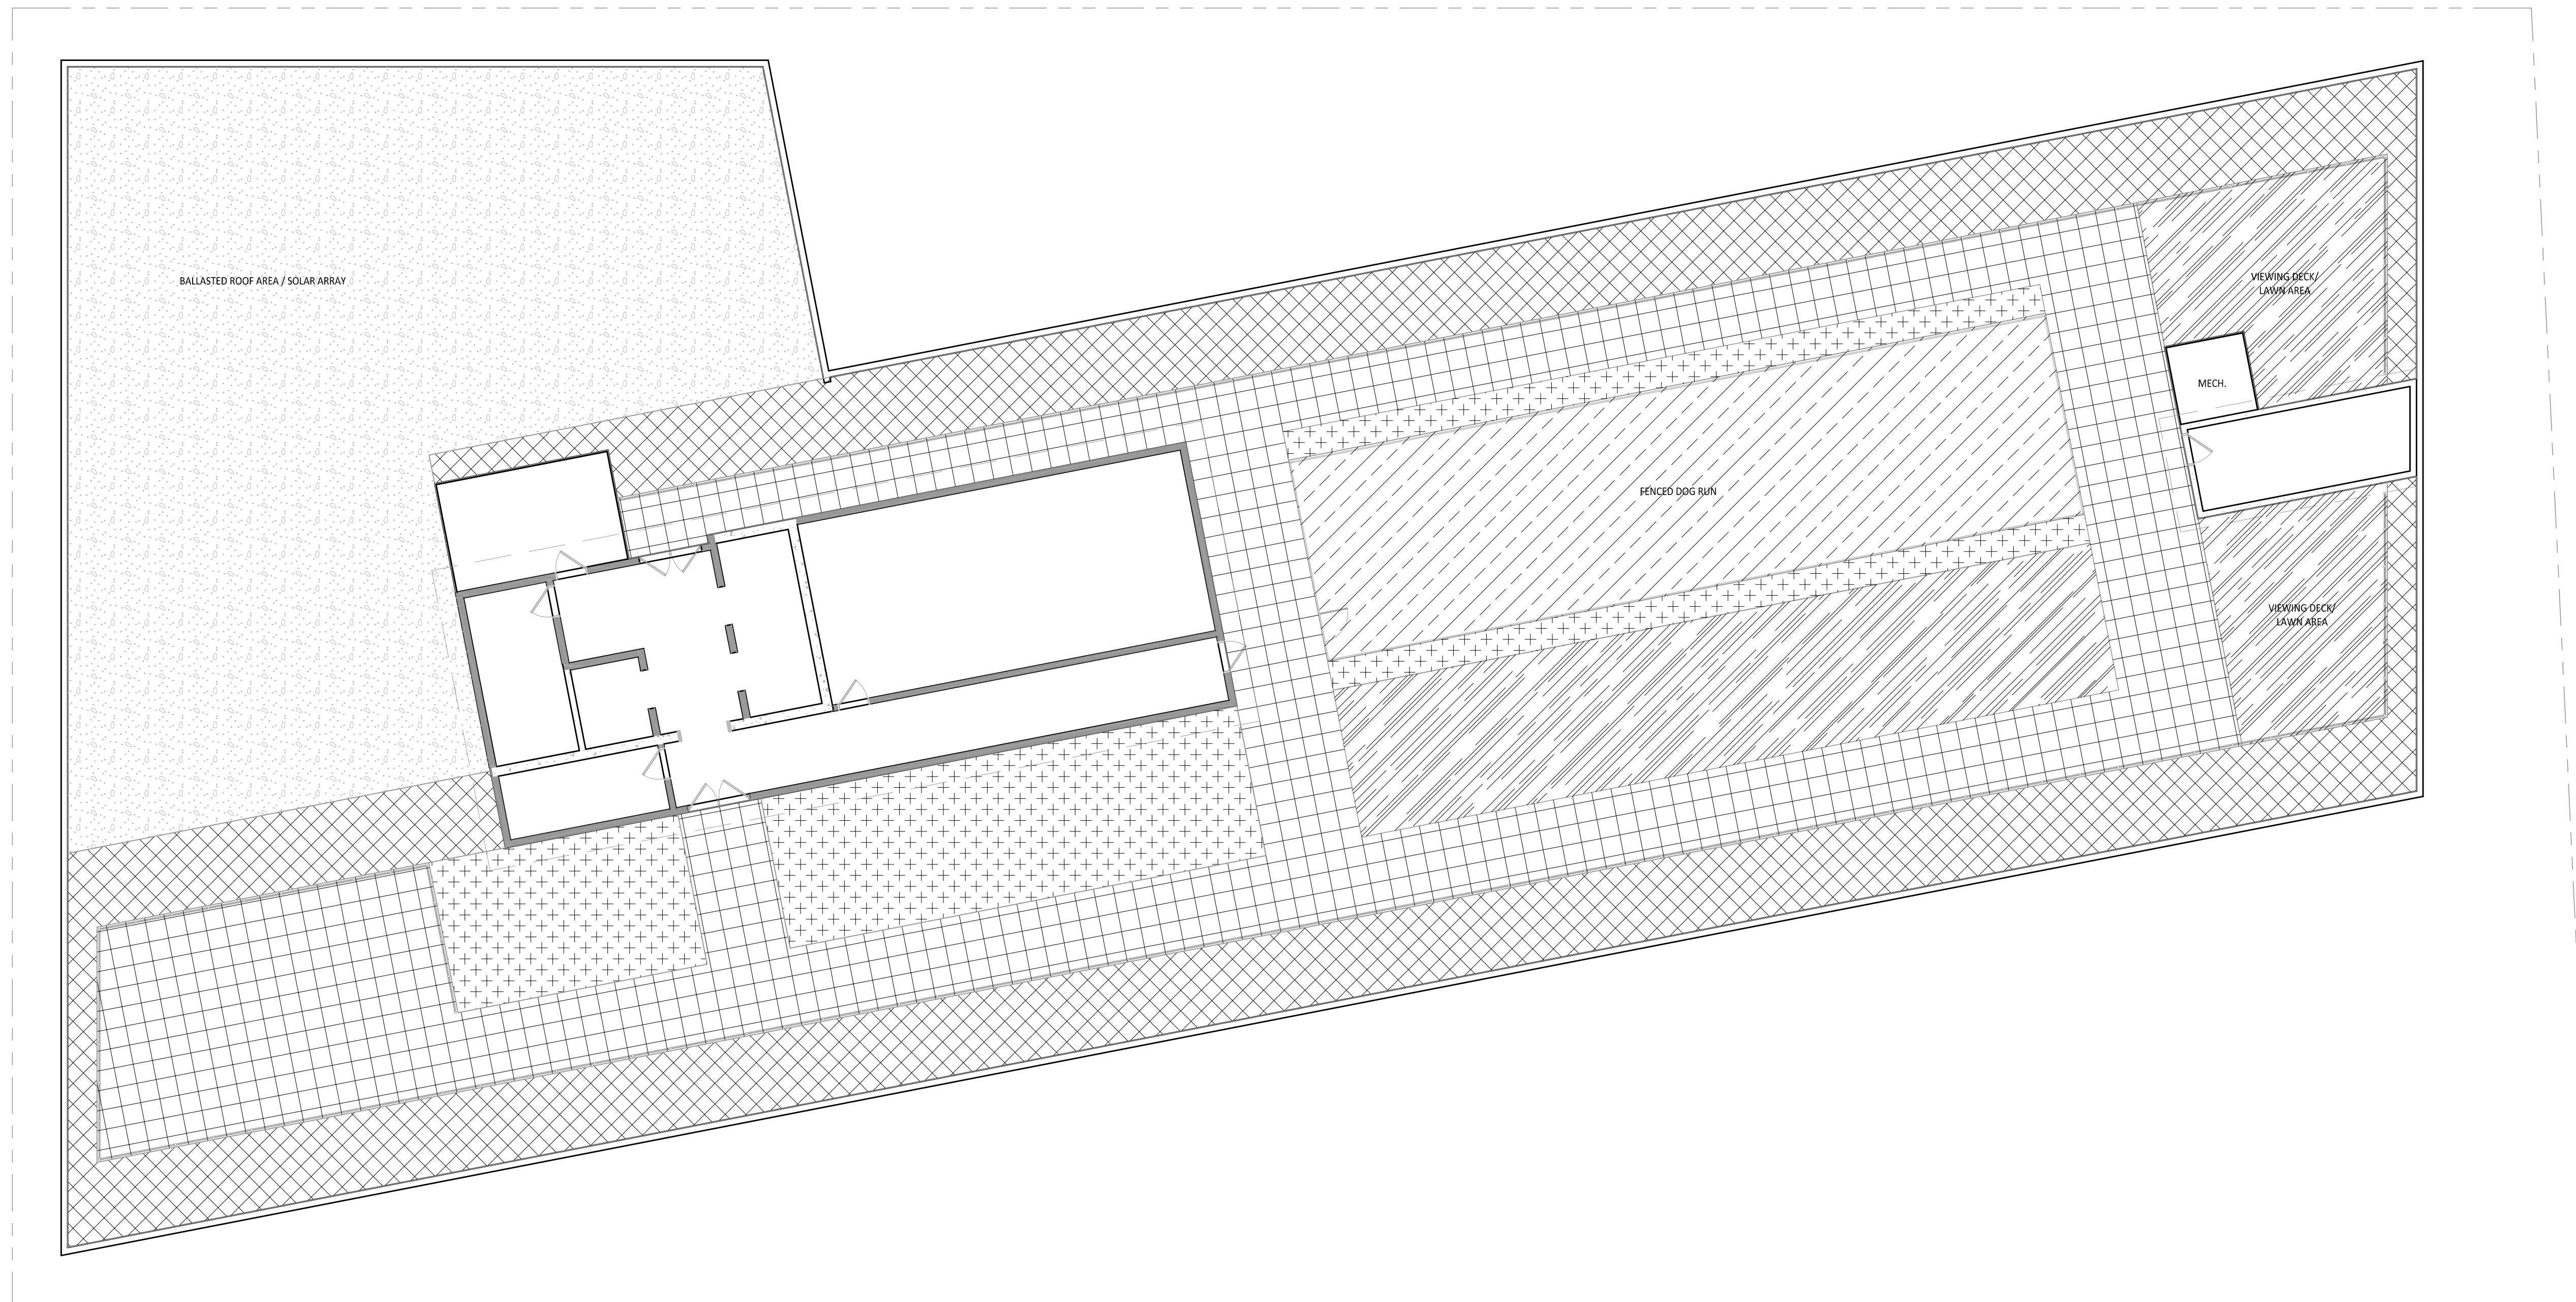 BALLASTED ROOF AREA / SOLAR ARRAY
VIEWING DECK/
LAWN AREA
MECH.
FENCED DOG RUN
VIEWING DECK/
LAWN AREA